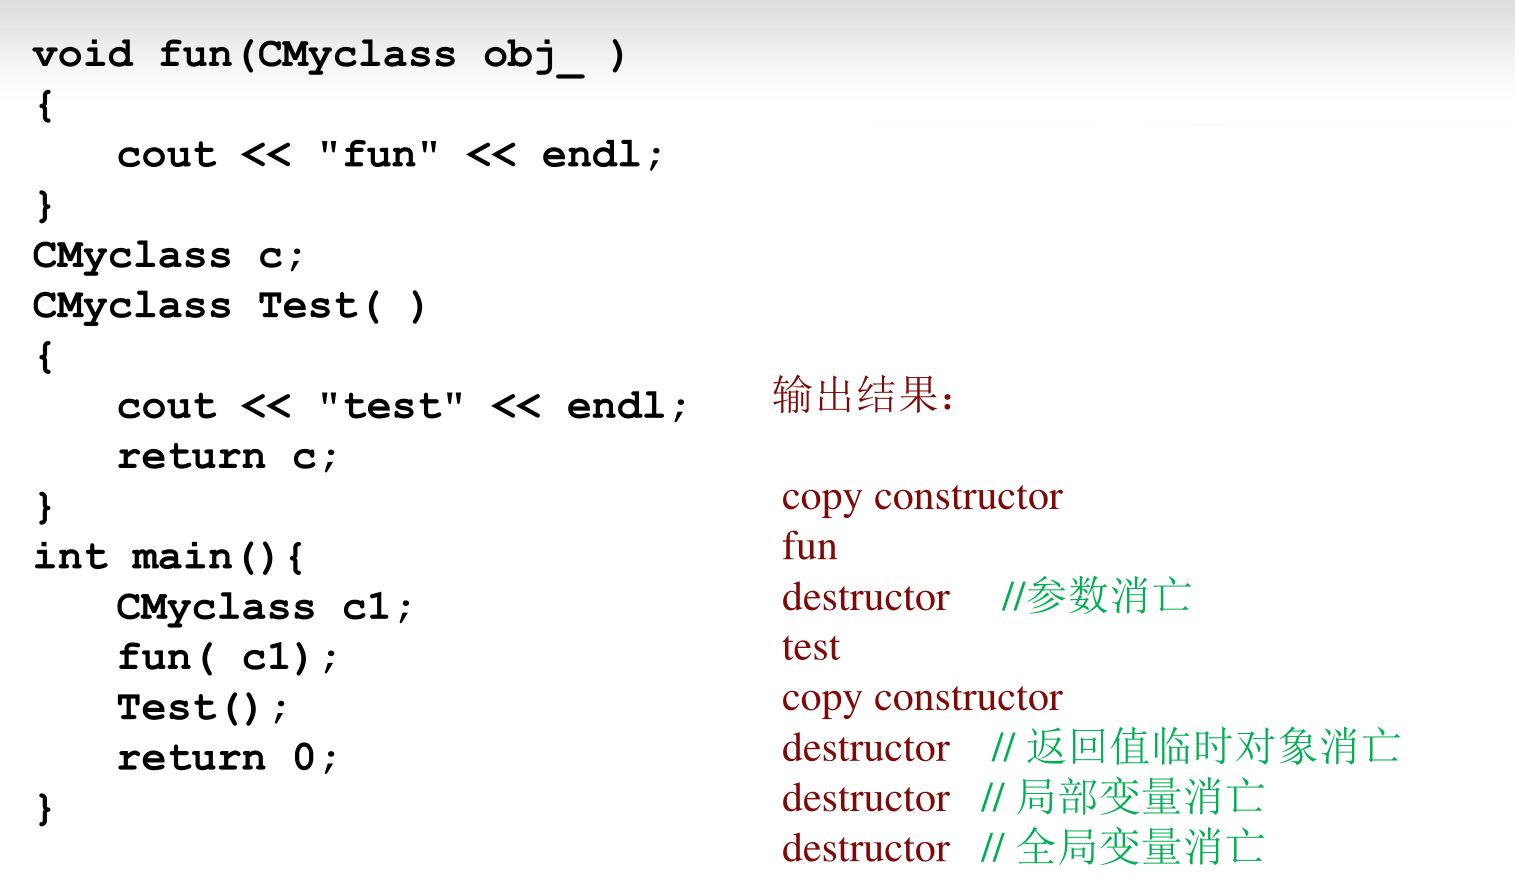 void fun(CMyclass obj_ )
{
cout << "fun" << endl;
}
CMyclass c;
CMyclass Test( )
{
cout << "test" << endl;
return c;
}
int main(){
CMyclass c1;
fun( c1);
Test();
return 0;
}
输出结果：
copy constructor
fun
destructor //参数消亡
test
copy constructor
destructor // 返回值临时对象消亡
destructor // 局部变量消亡
destructor // 全局变量消亡